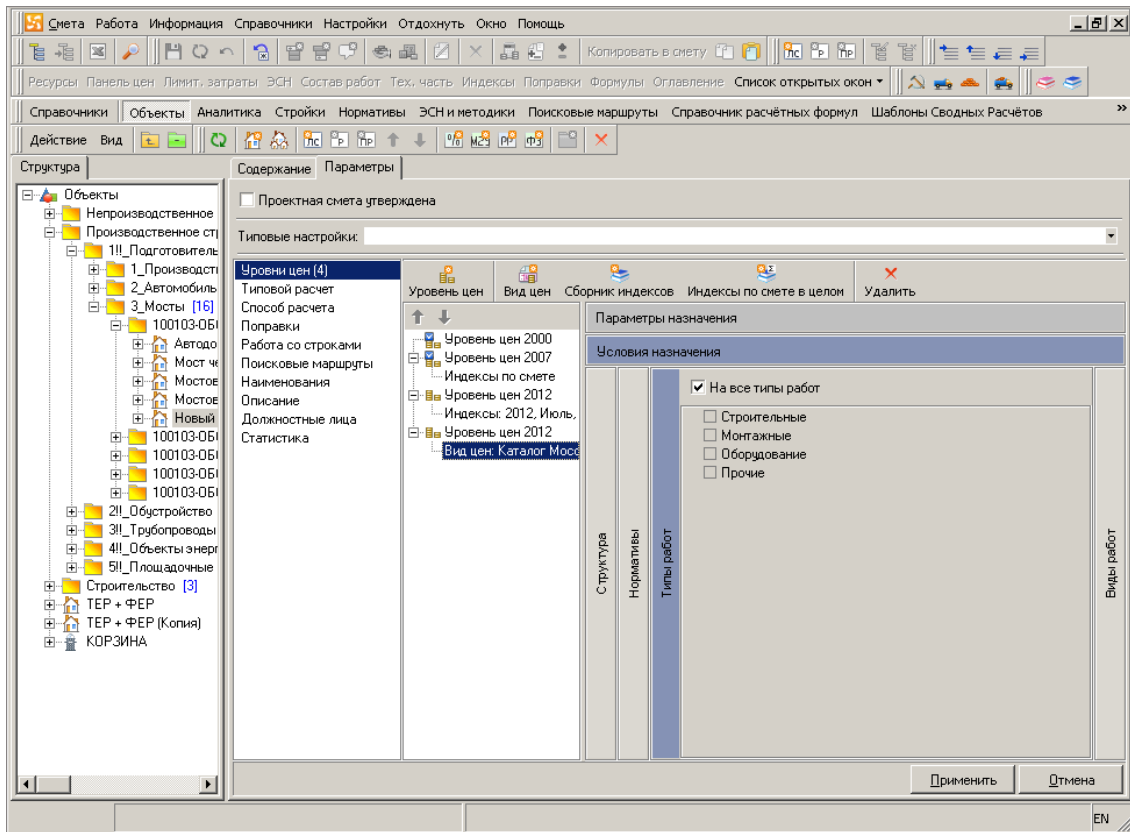 Смета Работа Информация Справочники Настройки Отдохнуть Окно Помощь
Копировать в смету
Ресурсы Панель цен Лимит. затраты ЭСН Состав работ Тех. часть Индексы Поправки Формулы Оглавление Список открытых окон
Справочники Объекты Аналитика Стройки Нормативы ЭСН и методики Поисковые маршруты Справочник расчётных формул Шаблоны Сводных Расчётов »
Действие Вид
Структура
Содержание Параметры
Объекты
Непроизводственное
Производственное стр
1!!_Подготовитель
1_Производст
2_Автомобиль
3_Мосты [16]
100103-ОБ
Автодо
Мост че
Мостов
Мостов
Новый
100103-ОБ
100103-ОБ
100103-ОБ
100103-ОБ
2!!_Обустройство
3!!_Трубопроводы
4!!_Объекты энерг
5!!_Площадочные
Строительство [3]
ТЕР + ФЕР
ТЕР + ФЕР (Копия)
КОРЗИНА
Проектная смета утверждена
Типовые настройки:
Уровни цен (4)
Типовой расчет
Способ расчета
Поправки
Работа со строками
Поисковые маршруты
Наименования
Описание
Должностные лица
Статистика
Уровень цен Вид цен Сборник индексов Индексы по смете в целом Удалить
Уровень цен 2000
Уровень цен 2007
Индексы по смете
Уровень цен 2012
Индексы: 2012, Июль,
Уровень цен 2012
Вид цен: Каталог Мосс
Параметры назначения
Условия назначения
Структура
Нормативы
Типы работ
На все типы работ
Строительные
Монтажные
Оборудование
Прочие
Виды работ
Применить Отмена
EN